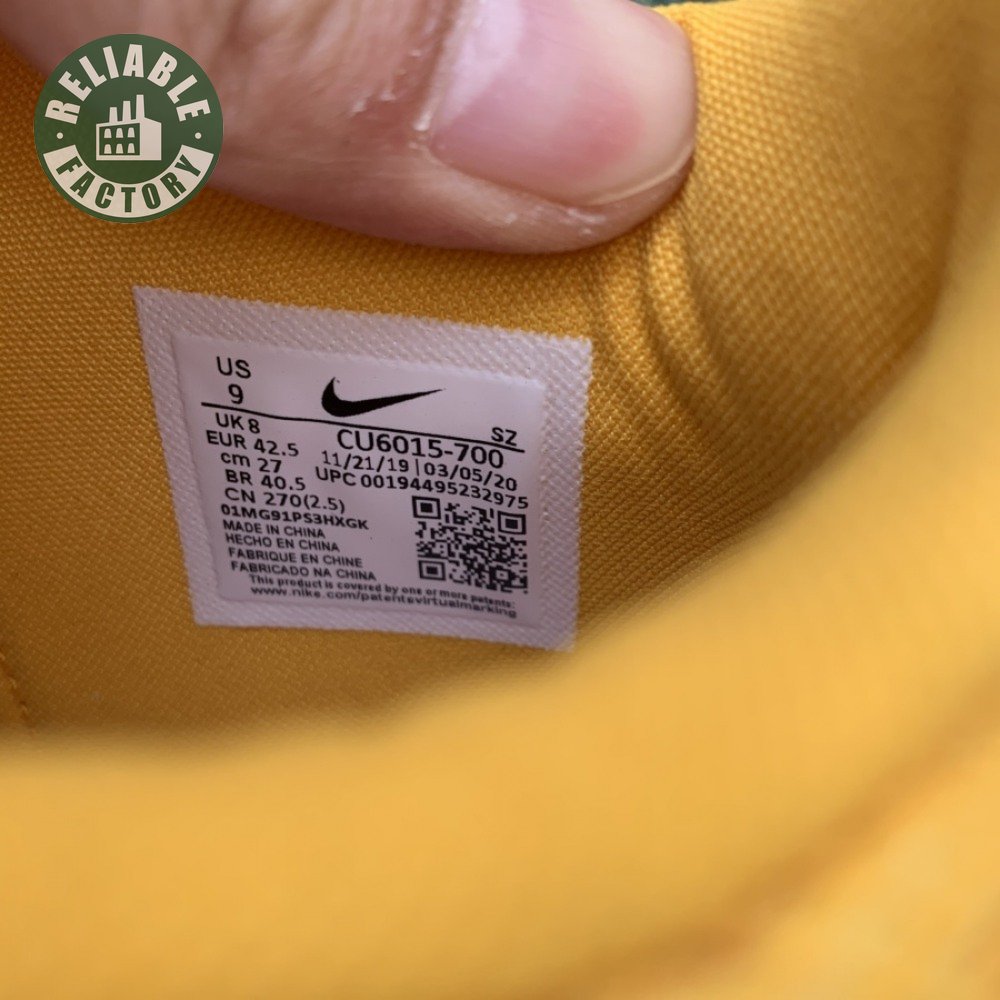 RELIABLE
FACTORY
US
9
SZ
UK 8
CU6015-700
EUR 42.5
11/21/19 | 03/05/20
cm 27
UPC 00194495232975
BR 40.5
CN 270(2.5)
01MG91PS3HXGK
MADE IN CHINA
HECHO EN CHINA
FABRIQUE EN CHINE
FABRICADO NA CHINA
This product is covered by one or more patents:
www.nike.com/patentsvirtualmarking